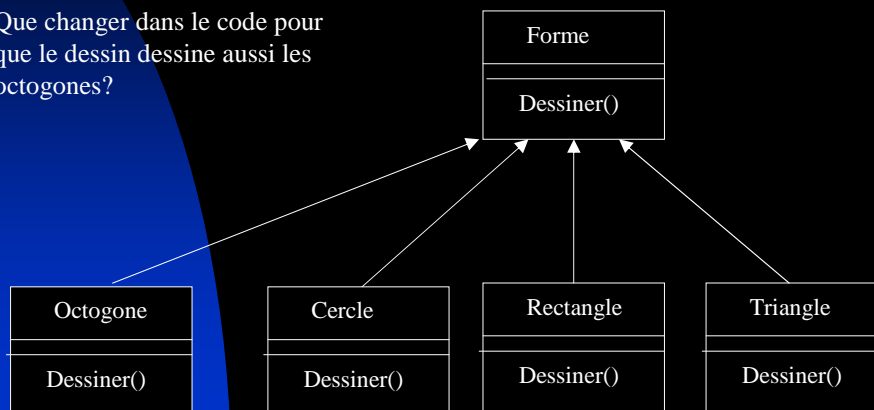 Que changer dans le code pour
que le dessin dessine aussi les
octogones?
Forme
Dessiner()
Octogone
Cercle
Rectangle
Triangle
Dessiner()
Dessiner()
Dessiner()
Dessiner()